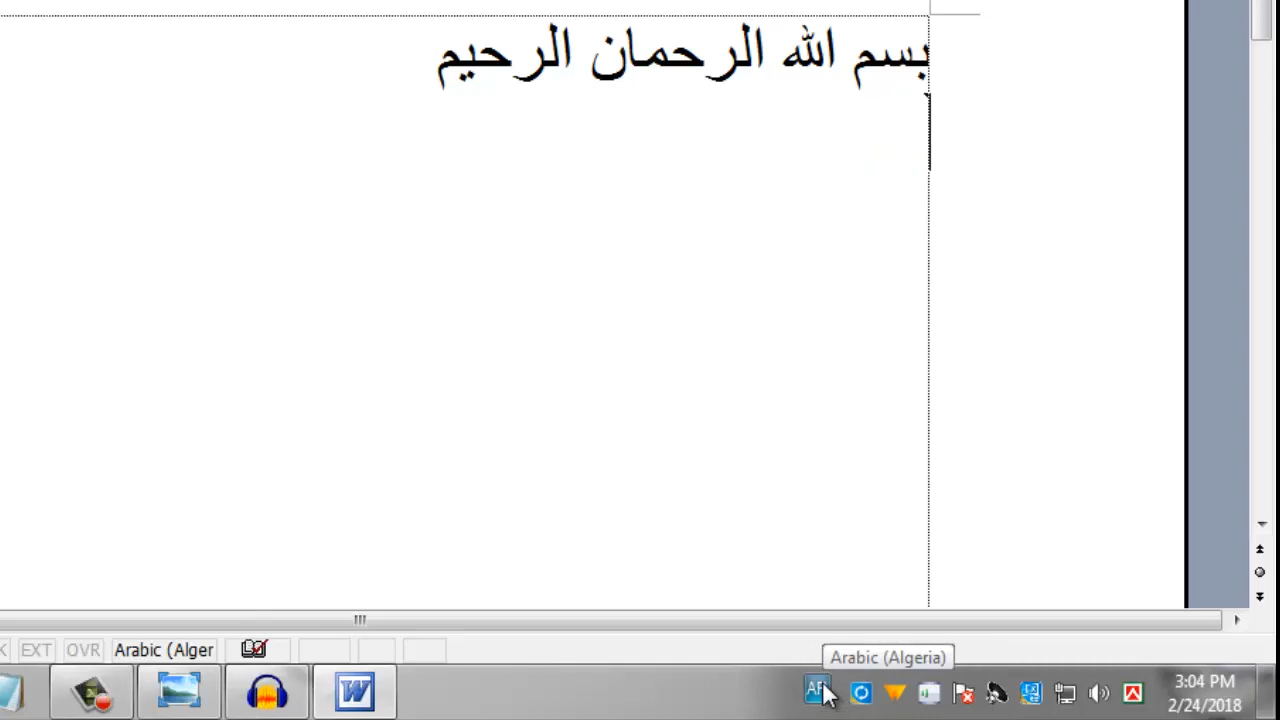 بسم الله الرحمان الرحيم
EXT OVR Arabic (Alger
Arabic (Algeria)
3:04 PM
2/24/2018